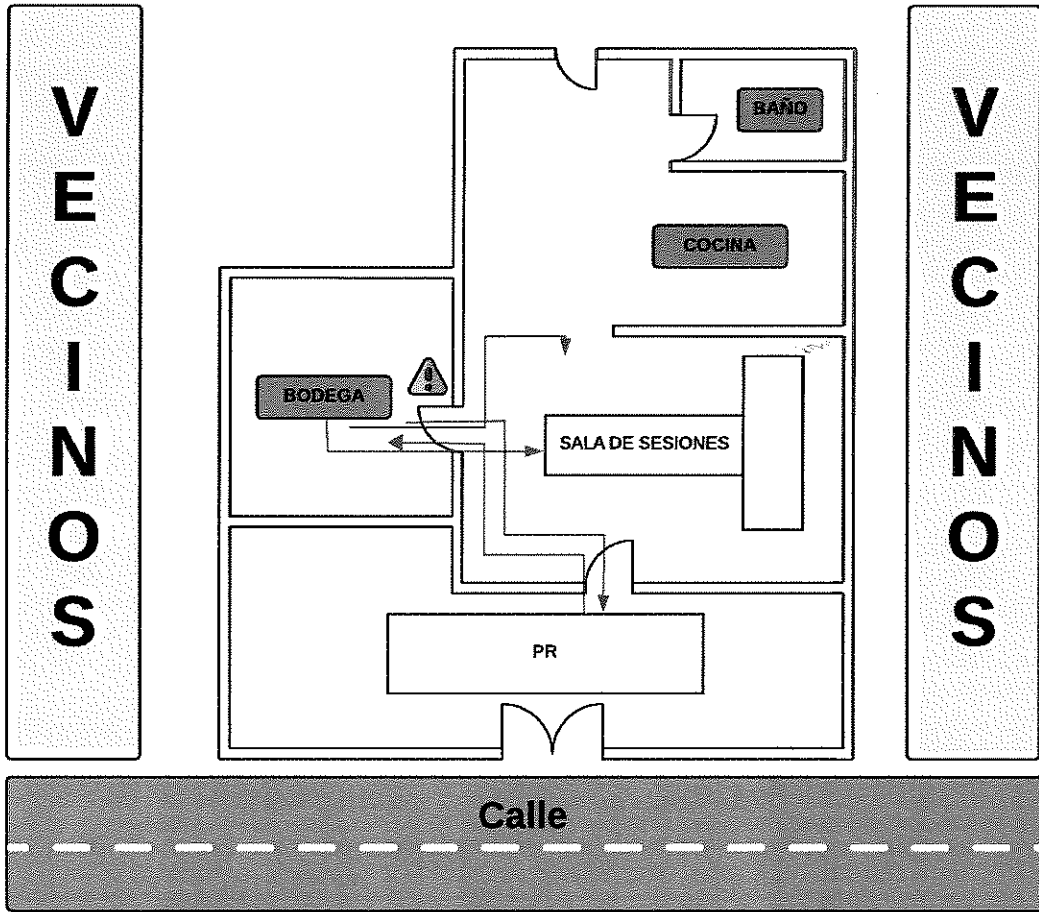 VECINOS
BAÑO
VECINOS
COCINA
BODEGA
SALA DE SESIONES
PR
Calle